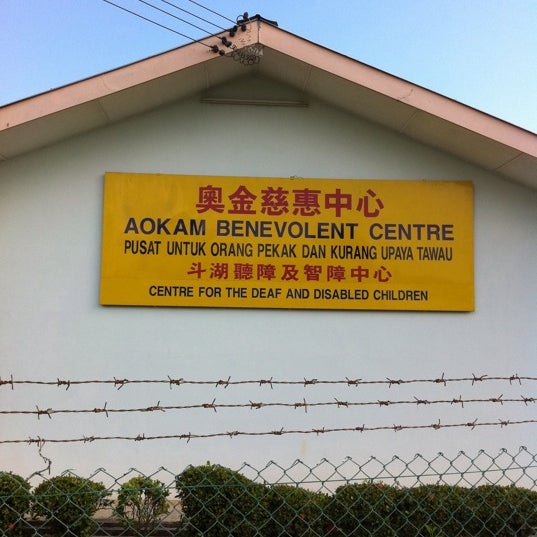 奧金慈惠中心
AOKAM BENEVOLENT CENTRE
PUSAT UNTUK ORANG PEKAK DAN KURANG UPAYA TAWAU
斗湖聽障及智障中心
CENTRE FOR THE DEAF AND DISABLED CHILDREN